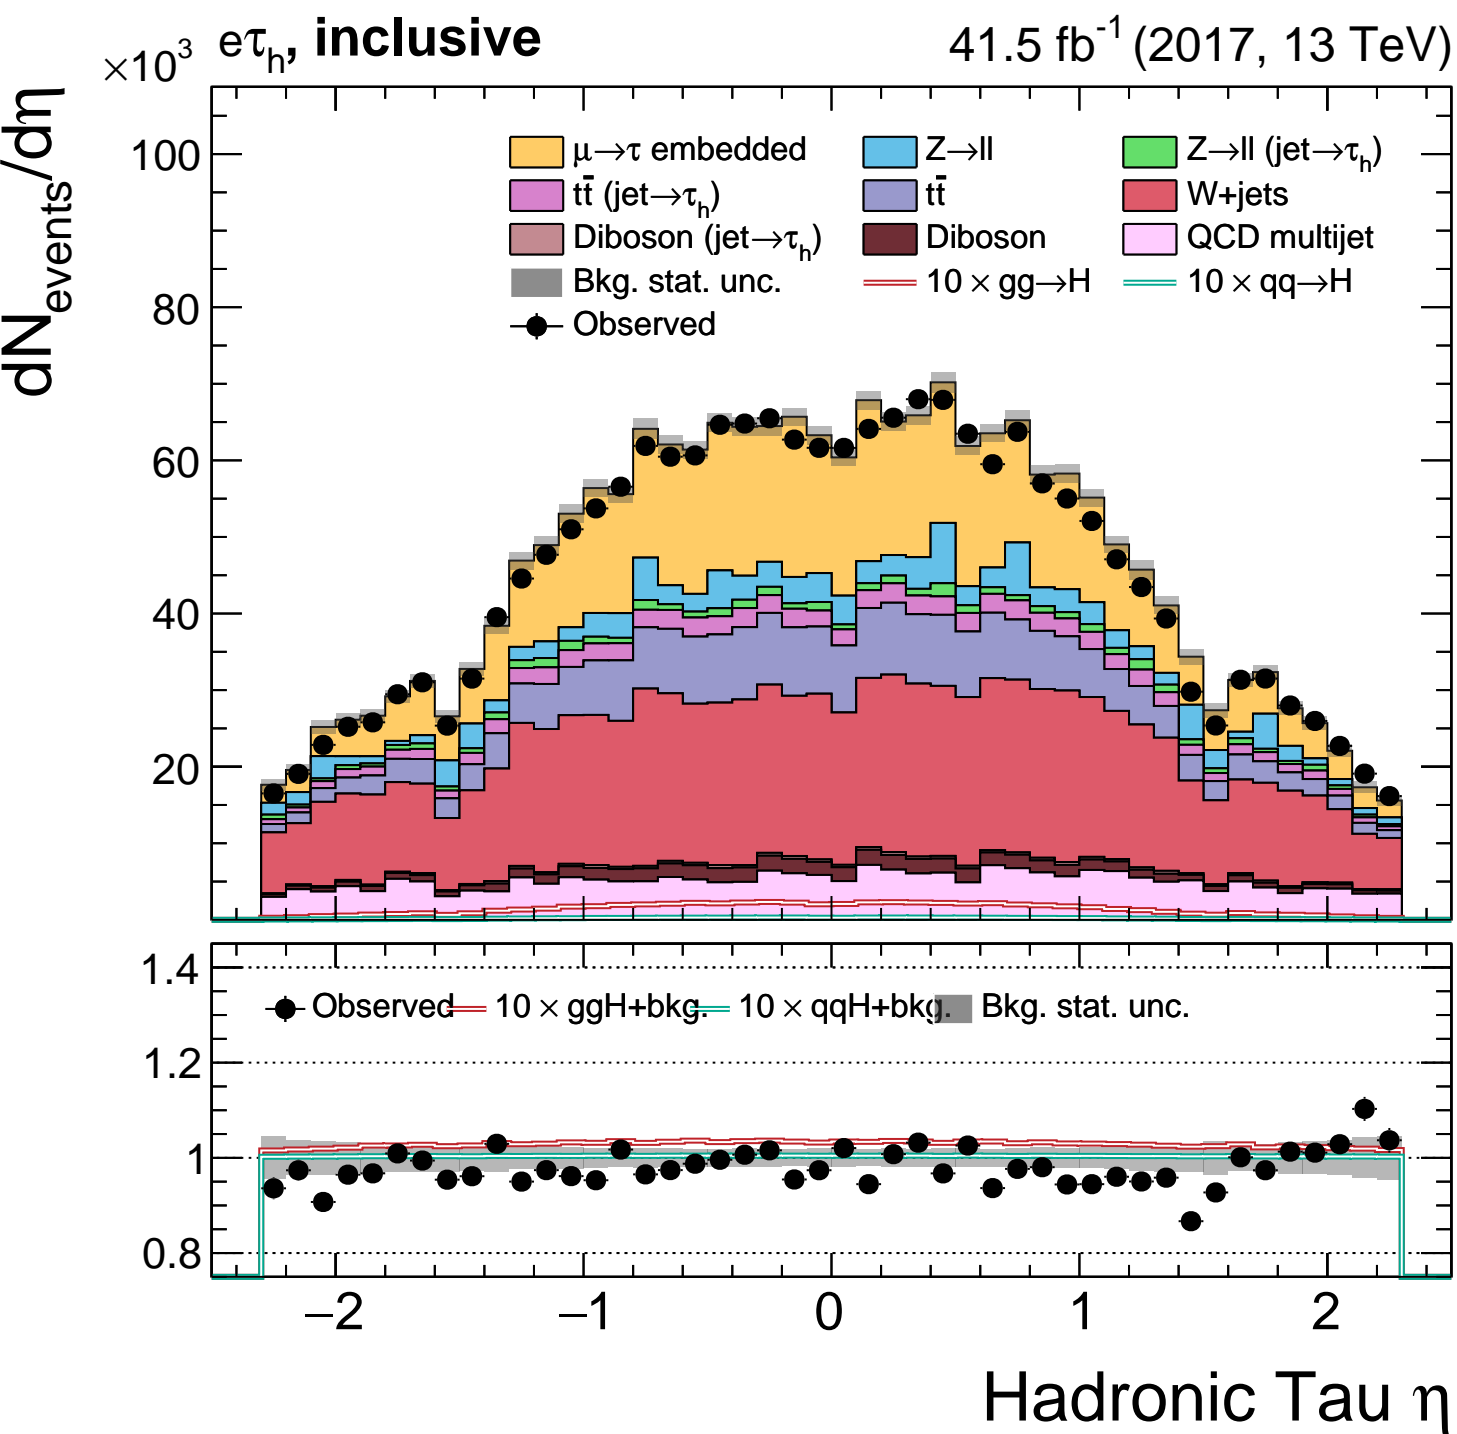 ×10³ eτₕ, inclusive 41.5 fb⁻¹ (2017, 13 TeV)
dN_events/dη
μ→τ embedded Z→ll Z→ll (jet→τₕ)
tt̄ (jet→τₕ) tt̄ W+jets
Diboson (jet→τₕ) Diboson QCD multijet
Bkg. stat. unc. 10 × gg→H 10 × qq→H
Observed
100
80
60
40
20
1.4
Observed 10 × ggH+bkg. 10 × qqH+bkg. Bkg. stat. unc.
1.2
1
0.8
−2 −1 0 1 2
Hadronic Tau η